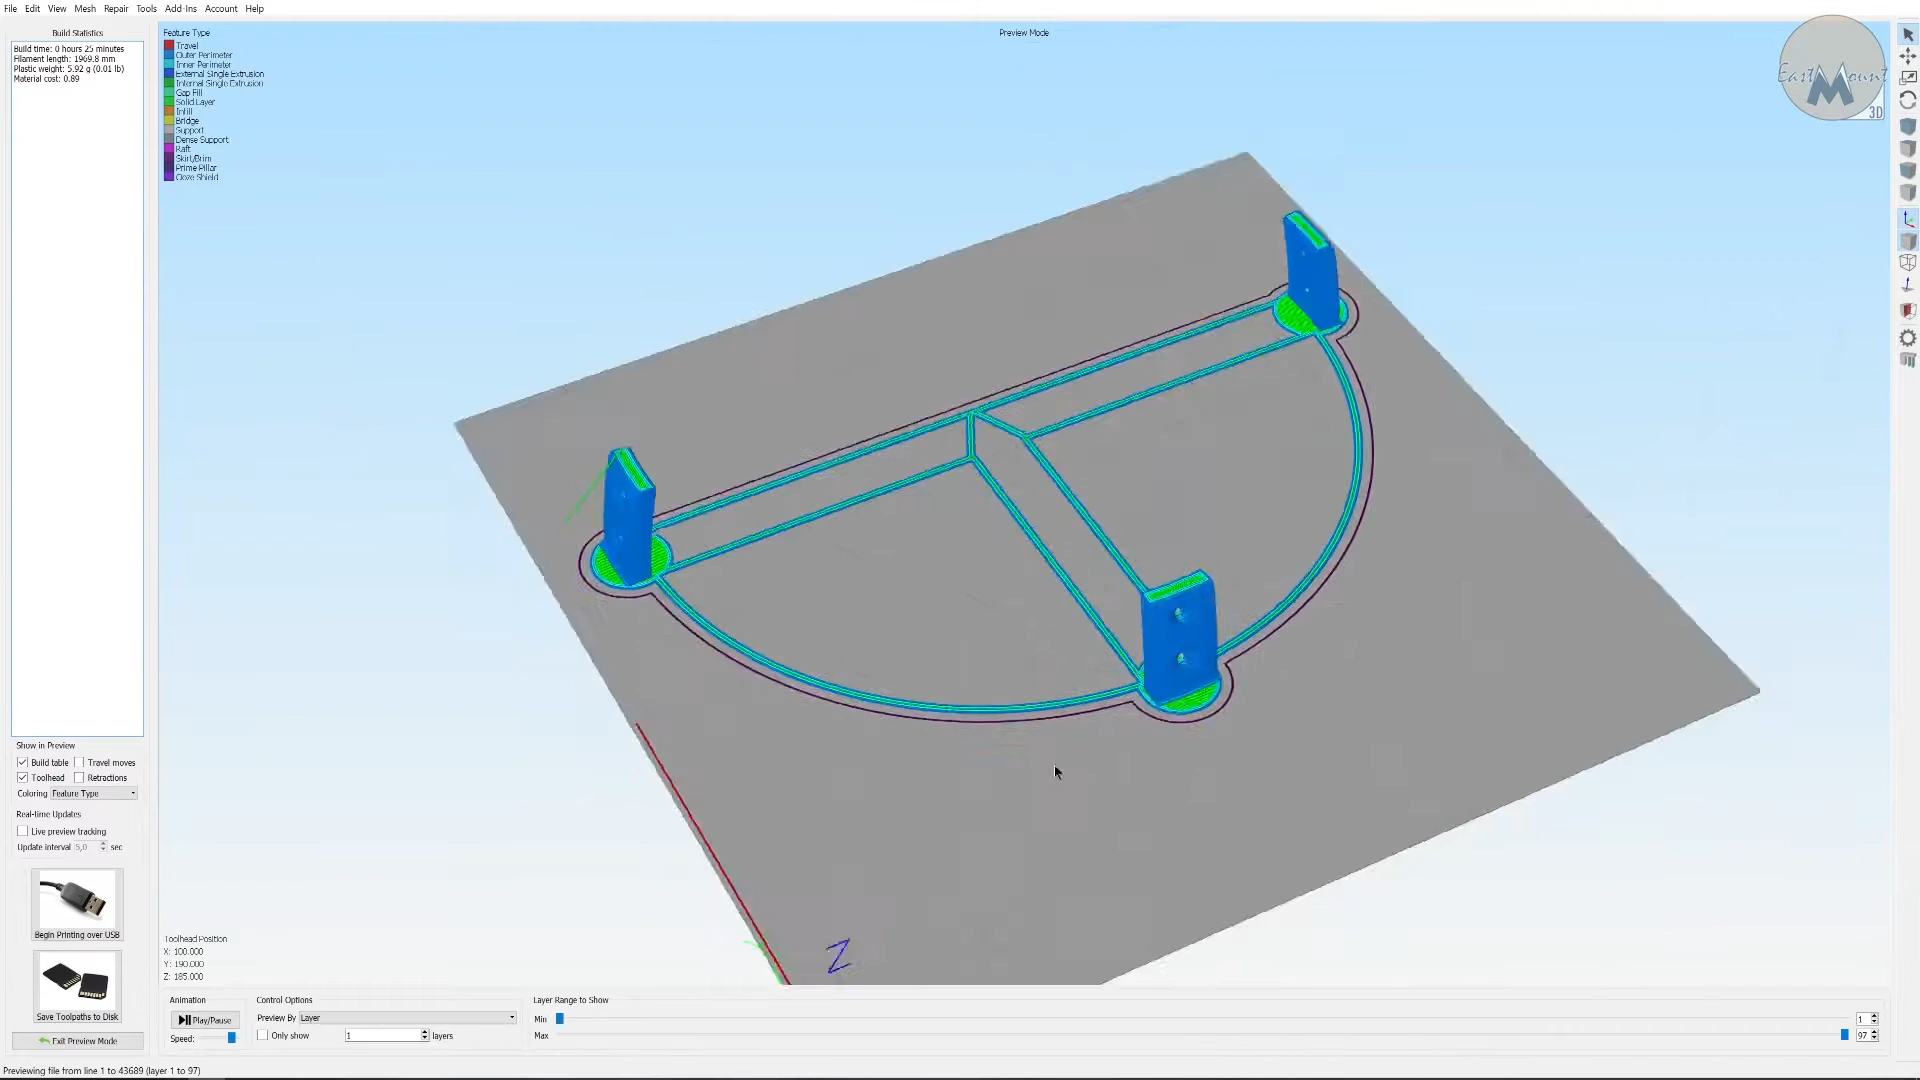 File Edit View Mesh Repair Tools Add-Ins Account Help
Build Statistics
Build time: 0 hours 25 minutes
Filament length: 1969.8 mm
Plastic weight: 5.92 g (0.01 lb)
Material cost: 0.89
Feature Type
Travel
Outer Perimeter
Inner Perimeter
External Single Extrusion
Internal Single Extrusion
Gap Fill
Solid Layer
Infill
Bridge
Support
Dense Support
Raft
Skirt/Brim
Prime Pillar
Ooze Shield
Preview Mode
EastMount
3D
Show in Preview
Build table Travel moves
Toolhead Retractions
Coloring Feature Type
Real-time Updates
Live preview tracking
Update interval 5,0 sec
Begin Printing over USB
Save Toolpaths to Disk
Exit Preview Mode
Toolhead Position
X: 100.000
Y: 190.000
Z: 185.000
Z
Animation
Play/Pause
Speed:
Control Options
Preview By Layer
Only show 1 layers
Layer Range to Show
Min 1
Max 97
Previewing file from line 1 to 43689 (layer 1 to 97)